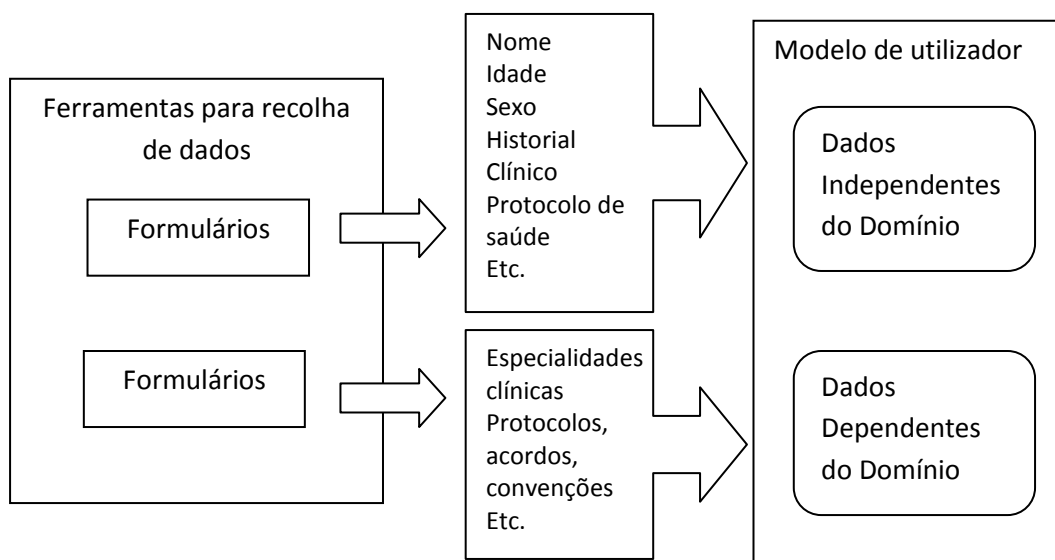 Ferramentas para recolha
de dados
Formulários
Formulários
Nome
Idade
Sexo
Historial
Clínico
Protocolo de
saúde
Etc.
Especialidades
clínicas
Protocolos,
acordos,
convenções
Etc.
Modelo de utilizador
Dados
Independentes
do Domínio
Dados
Dependentes
do Domínio